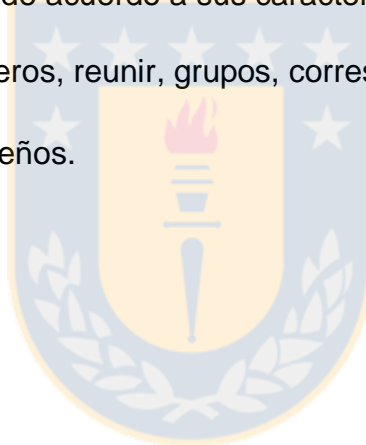 de acuerdo a sus caracter
eros, reunir, grupos, corres
eños.